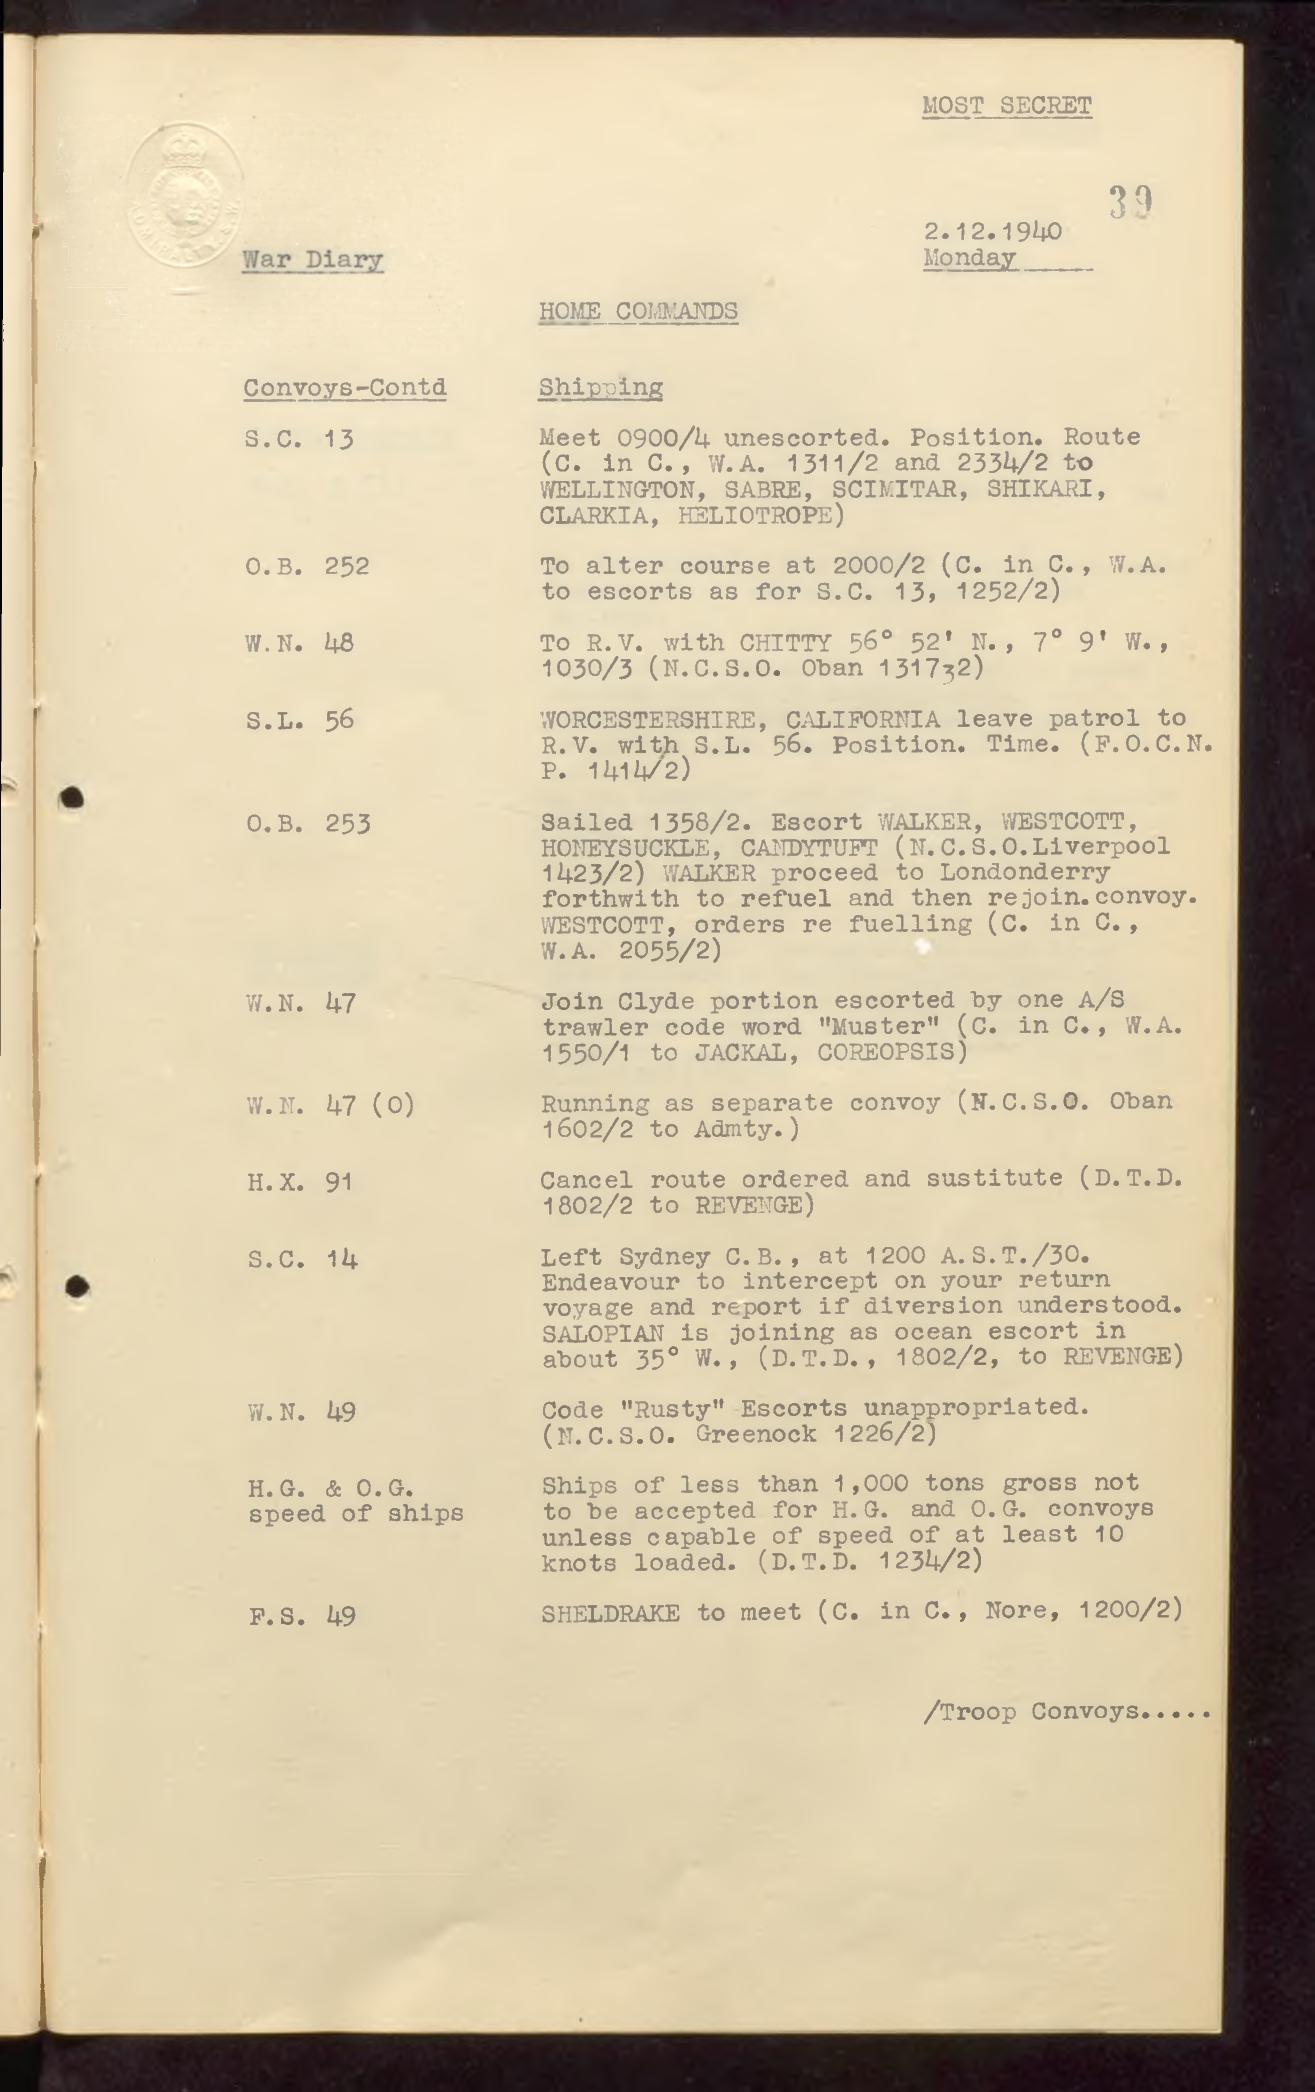 MOST SECRET
39
2.12.1940
War Diary
Monday
HOME COMMANDS
Convoys-Contd Shipping
S.C. 13 Meet 0900/4 unescorted. Position. Route
(C. in C., W.A. 1311/2 and 2334/2 to
WELLINGTON, SABRE, SCIMITAR, SHIKARI,
CLARKIA, HELIOTROPE)
O.B. 252 To alter course at 2000/2 (C. in C., W.A.
to escorts as for S.C. 13, 1252/2)
W.N. 48 To R.V. with CHITTY 56° 52' N., 7° 9' W.,
1030/3 (N.C.S.O. Oban 131732)
S.L. 56 WORCESTERSHIRE, CALIFORNIA leave patrol to
R.V. with S.L. 56. Position. Time. (F.O.C.N.
P. 1414/2)
O.B. 253 Sailed 1358/2. Escort WALKER, WESTCOTT,
HONEYSUCKLE, CANDYTUFT (N.C.S.O.Liverpool
1423/2) WALKER proceed to Londonderry
forthwith to refuel and then rejoin.convoy.
WESTCOTT, orders re fuelling (C. in C.,
W.A. 2055/2)
W.N. 47 Join Clyde portion escorted by one A/S
trawler code word "Muster" (C. in C., W.A.
1550/1 to JACKAL, COREOPSIS)
W.N. 47 (O) Running as separate convoy (N.C.S.O. Oban
1602/2 to Admty.)
H.X. 91 Cancel route ordered and sustitute (D.T.D.
1802/2 to REVENGE)
S.C. 14 Left Sydney C.B., at 1200 A.S.T./30.
Endeavour to intercept on your return
voyage and report if diversion understood.
SALOPIAN is joining as ocean escort in
about 35° W., (D.T.D., 1802/2, to REVENGE)
W.N. 49 Code "Rusty" Escorts unappropriated.
(N.C.S.O. Greenock 1226/2)
H.G. & O.G. Ships of less than 1,000 tons gross not
speed of ships to be accepted for H.G. and O.G. convoys
unless capable of speed of at least 10
knots loaded. (D.T.D. 1234/2)
F.S. 49 SHELDRAKE to meet (C. in C., Nore, 1200/2)
/Troop Convoys.....